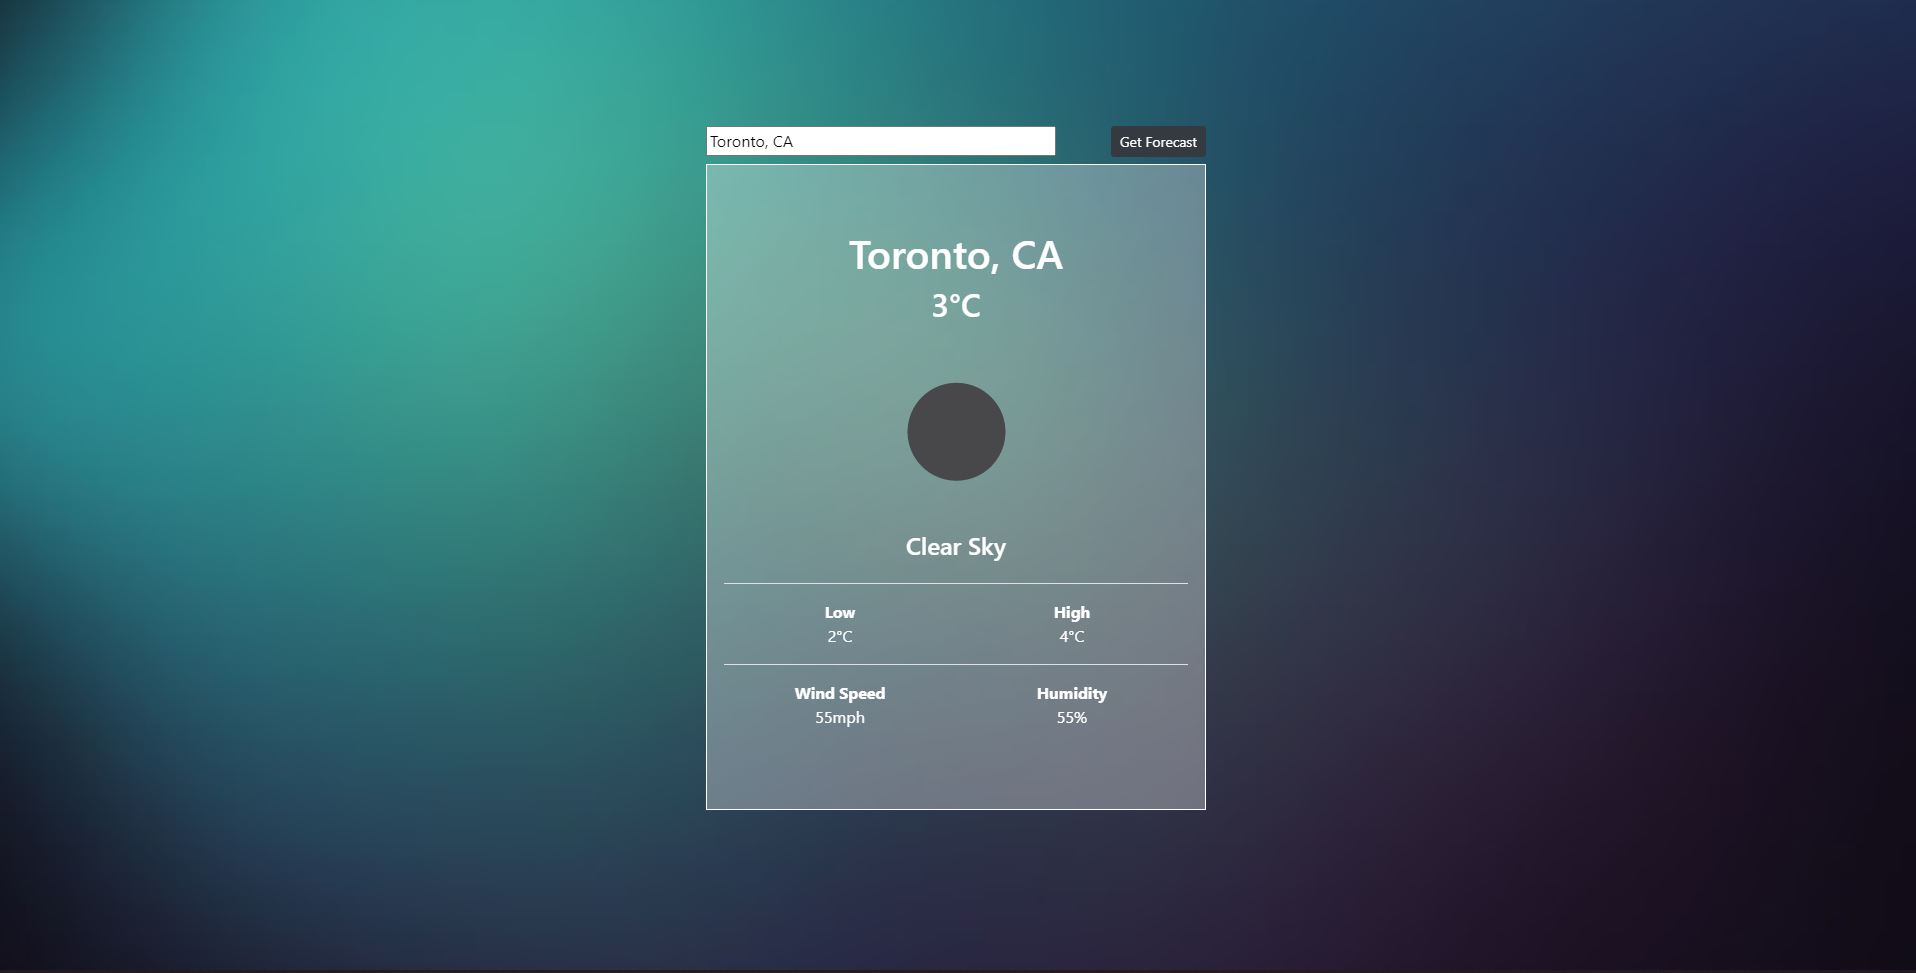 Toronto, CA
Get Forecast
Toronto, CA
3°C
Clear Sky
Low
High
2°C
4°C
Wind Speed
Humidity
55mph
55%